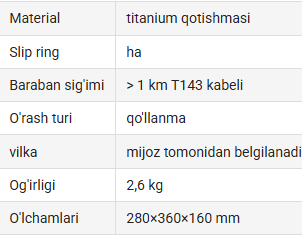 Material titanium qotishmasi
Slip ring ha
Baraban sig'imi > 1 km T143 kabeli
O'rash turi qo'llanma
vilka mijoz tomonidan belgilanadi
Og'irligi 2,6 kg
O'lchamlari 280×360×160 mm